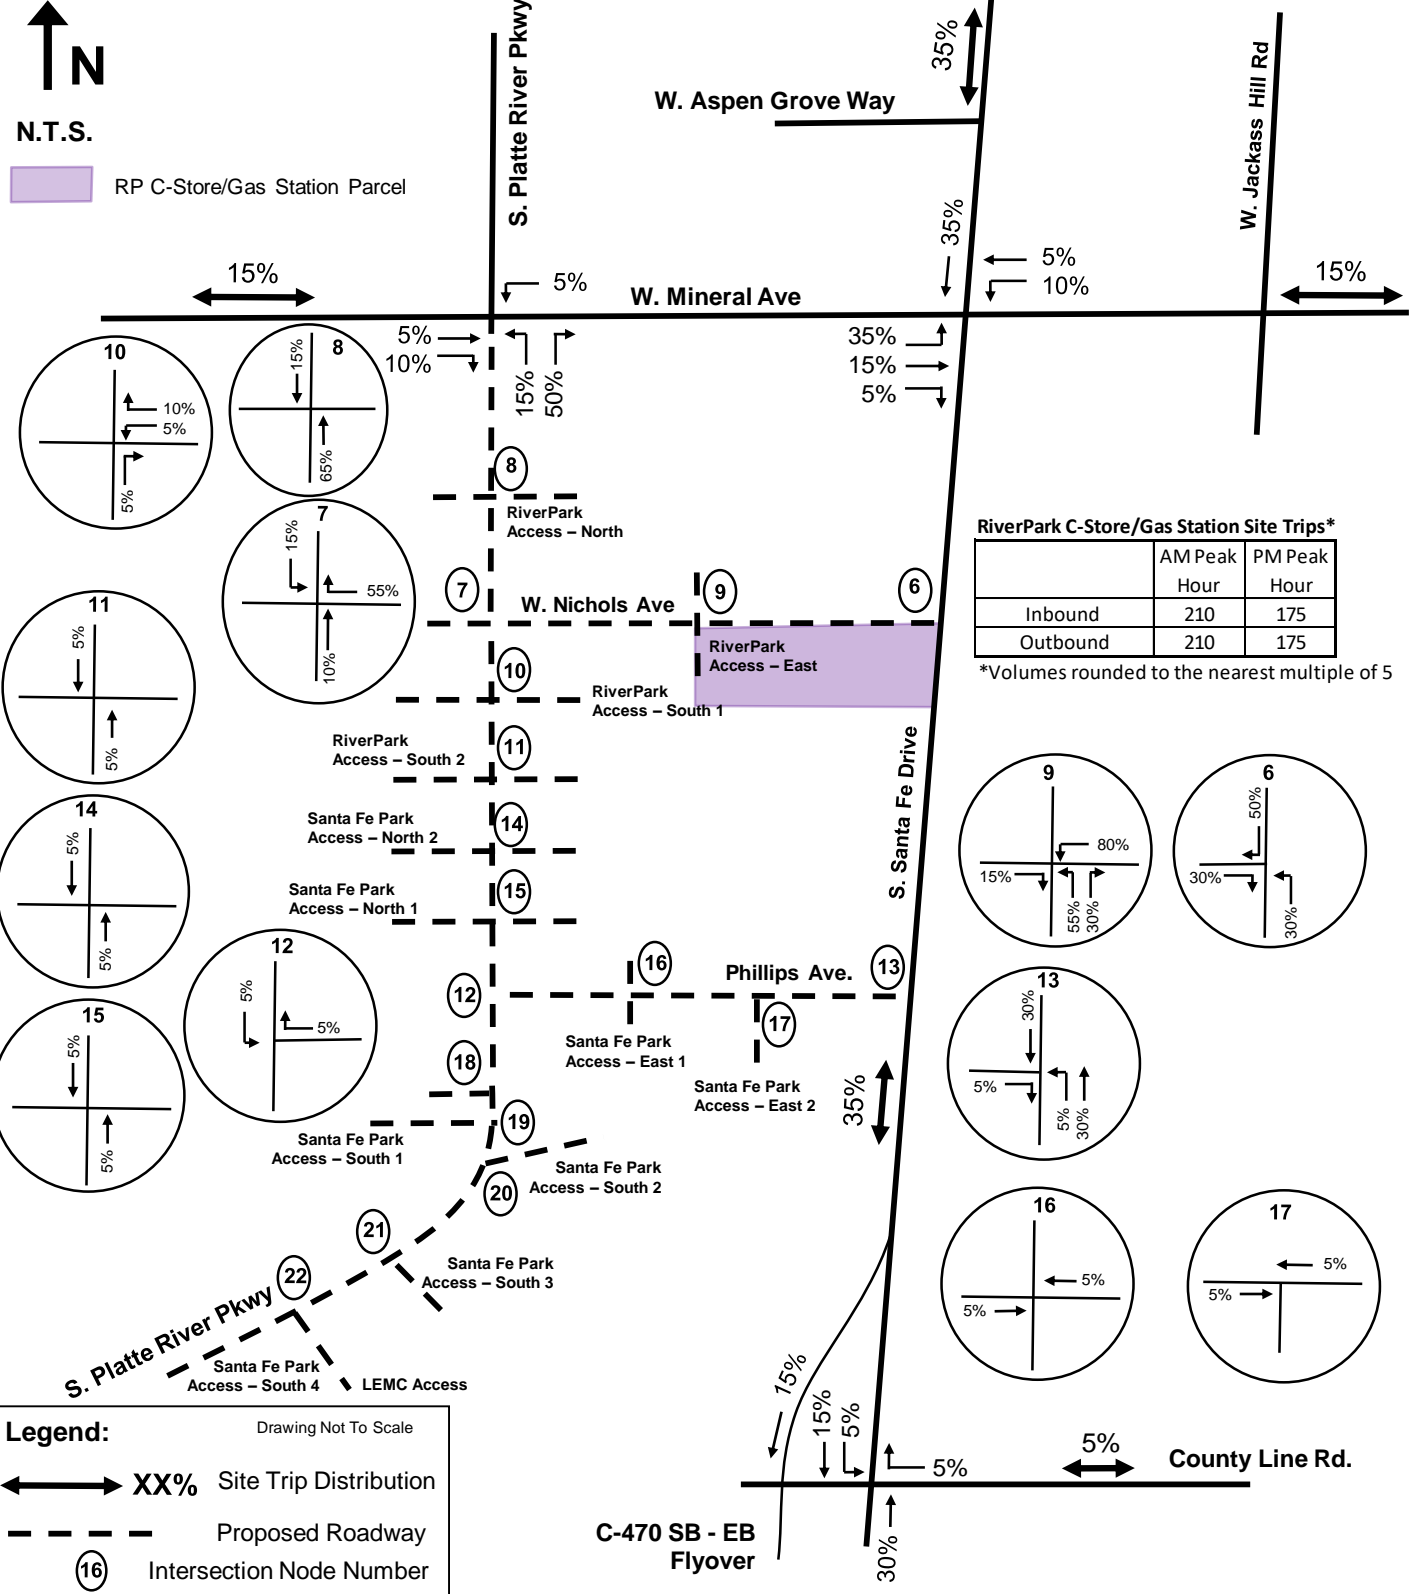 N
N.T.S.
RP C-Store/Gas Station Parcel
S. Platte River Pkwy
W. Aspen Grove Way
35%
W. Jackass Hill Rd
35%
15%
5%
W. Mineral Ave
5%
10%
15%
5%
10%
15%
50%
35%
15%
5%
10
10%
5%
5%
8
15%
65%
8
RiverPark
Access – North
7
15%
55%
10%
7
W. Nichols Ave
9
6
RiverPark
Access – East
RiverPark C-Store/Gas Station Site Trips*
AM Peak Hour
PM Peak Hour
Inbound 210 175
Outbound 210 175
*Volumes rounded to the nearest multiple of 5
10
RiverPark
Access – South 1
11
5%
5%
RiverPark
Access – South 2
11
Santa Fe Park
Access – North 2
14
14
5%
5%
Santa Fe Park
Access – North 1
15
S. Santa Fe Drive
9
80%
15%
55%
30%
6
50%
30%
30%
12
5%
5%
12
16
Phillips Ave.
13
17
Santa Fe Park
Access – East 1
Santa Fe Park
Access – East 2
13
30%
5%
5%
30%
15
5%
5%
18
19
Santa Fe Park
Access – South 1
35%
Santa Fe Park
Access – South 2
20
21
Santa Fe Park
Access – South 3
22
S. Platte River Pkwy
Santa Fe Park
Access – South 4
LEMC Access
16
5%
5%
17
5%
5%
15%
15%
5%
5%
5%
County Line Rd.
30%
C-470 SB - EB
Flyover
Legend:
Drawing Not To Scale
XX% Site Trip Distribution
Proposed Roadway
16 Intersection Node Number